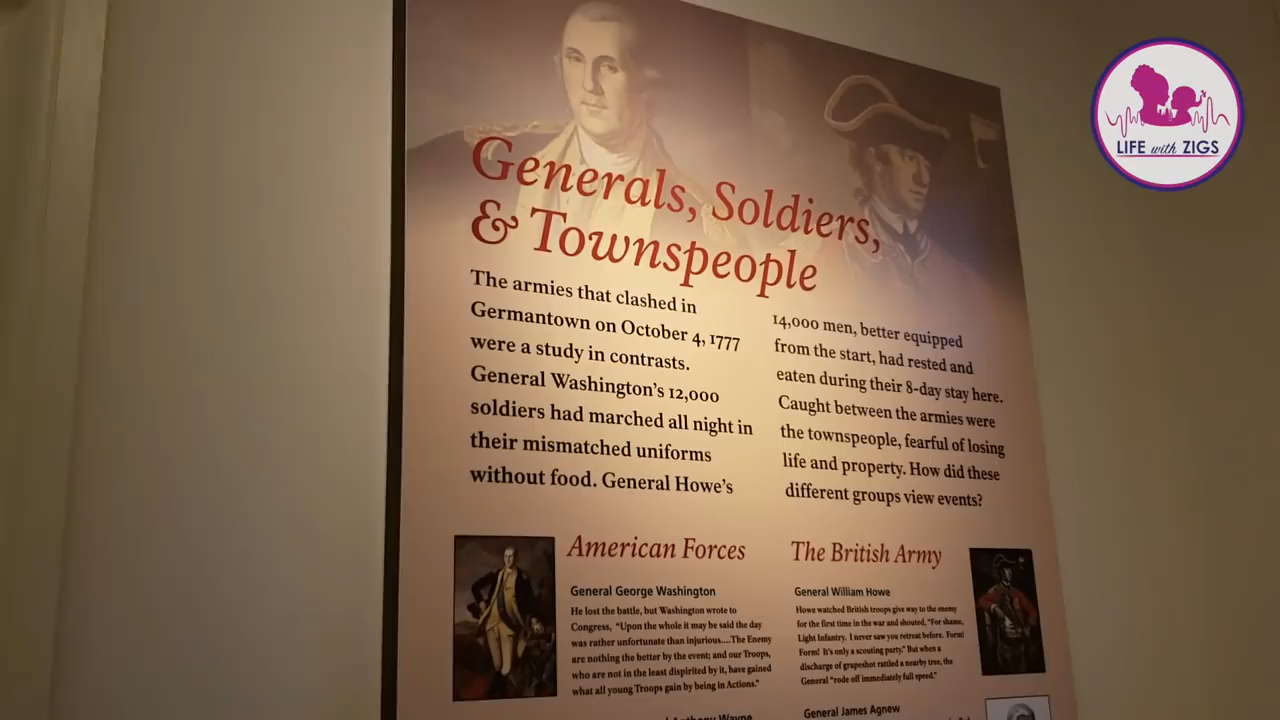 LIFE with ZIGS
Generals, Soldiers,
& Townspeople
The armies that clashed in
Germantown on October 4, 1777
were a study in contrasts.
General Washington's 12,000
soldiers had marched all night in
their mismatched uniforms
without food. General Howe's
14,000 men, better equipped
from the start, had rested and
eaten during their 8-day stay here.
Caught between the armies were
the townspeople, fearful of losing
life and property. How did these
different groups view events?
American Forces
General George Washington
He lost the battle, but Washington wrote to
Congress, "Upon the whole it may be said the day
was rather unfortunate than injurious....The Enemy
are nothing the better by the event; and our Troops,
who are not in the least dispirited by it, have gained
what all young Troops gain by being in Actions."
Anthony Wayne
The British Army
General William Howe
Howe watched British troops give way to the enemy
for the first time in the war and shouted, "For shame,
Light Infantry. I never saw you retreat before. Form!
Form! It's only a scouting party." But when a
discharge of grapeshot rattled a nearby tree, the
General "rode off immediately full speed."
General James Agnew